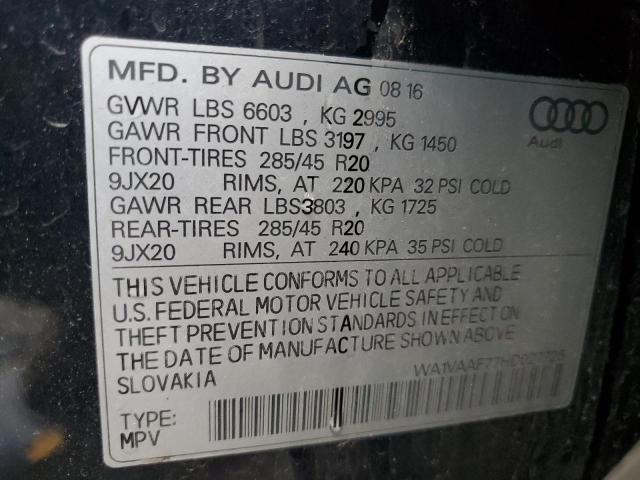 MFD. BY AUDI AG 08 16
GVWR LBS 6603 , KG 2995
GAWR FRONT LBS 3197 , KG 1450
FRONT-TIRES 285/45 R20
9JX20 RIMS, AT 220 KPA 32 PSI COLD
GAWR REAR LBS3803 , KG 1725
REAR-TIRES 285/45 R20
9JX20 RIMS, AT 240 KPA 35 PSI COLD
Audi
THIS VEHICLE CONFORMS TO ALL APPLICABLE
U.S. FEDERAL MOTOR VEHICLE SAFETY AND
THEFT PREVENTION STANDARDS IN EFFECT ON
THE DATE OF MANUFACTURE SHOWN ABOVE
SLOVAKIA
TYPE:
MPV